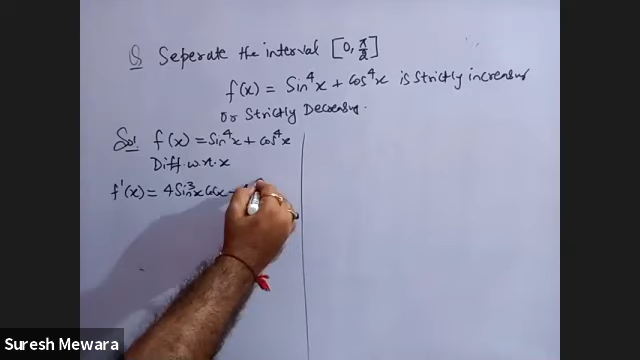 Q Seperate the interval [0, π/2]
f(x) = Sin⁴x + Cos⁴x is strictly increasing
or Strictly Decreasing.
Sol f(x) = Sin⁴x + Cos⁴x
Diff. w.r.x
f'(x) = 4Sin³x Cosx -
Suresh Mewara